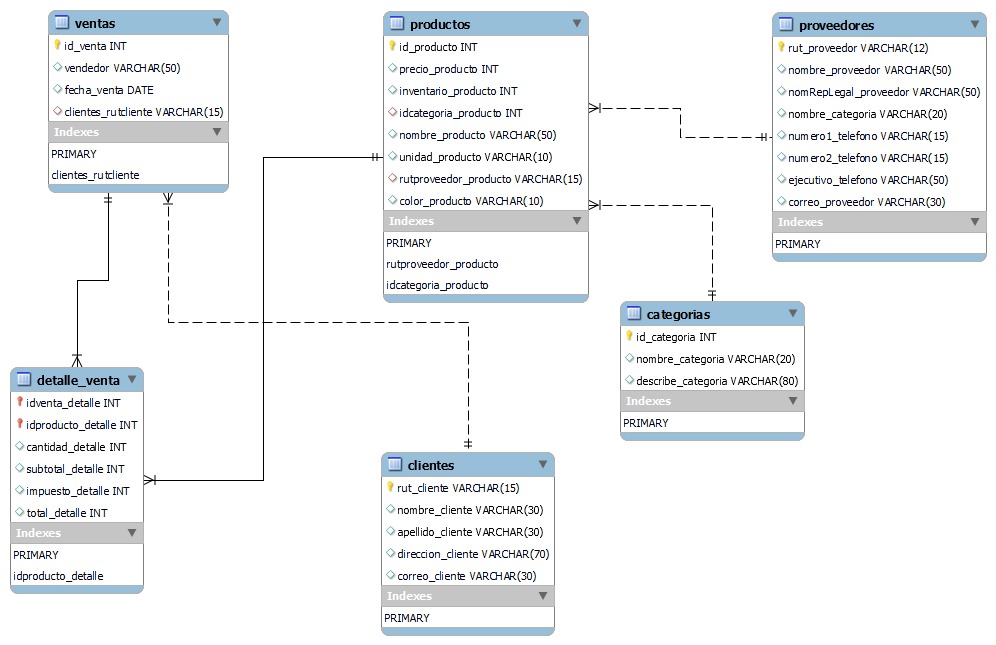 ventas
id_venta INT
vendedor VARCHAR(50)
fecha_venta DATE
clientes_rutcliente VARCHAR(15)
Indexes
PRIMARY
clientes_rutcliente
productos
id_producto INT
precio_producto INT
inventario_producto INT
idcategoria_producto INT
nombre_producto VARCHAR(50)
unidad_producto VARCHAR(10)
rutproveedor_producto VARCHAR(15)
color_producto VARCHAR(10)
Indexes
PRIMARY
rutproveedor_producto
idcategoria_producto
proveedores
rut_proveedor VARCHAR(12)
nombre_proveedor VARCHAR(50)
nomRepLegal_proveedor VARCHAR(50)
nombre_categoria VARCHAR(20)
numero1_telefono VARCHAR(15)
numero2_telefono VARCHAR(15)
ejecutivo_telefono VARCHAR(50)
correo_proveedor VARCHAR(30)
Indexes
PRIMARY
categorias
id_categoria INT
nombre_categoria VARCHAR(20)
describe_categoria VARCHAR(80)
Indexes
PRIMARY
detalle_venta
idventa_detalle INT
idproducto_detalle INT
cantidad_detalle INT
subtotal_detalle INT
impuesto_detalle INT
total_detalle INT
Indexes
PRIMARY
idproducto_detalle
clientes
rut_cliente VARCHAR(15)
nombre_cliente VARCHAR(30)
apellido_cliente VARCHAR(30)
direccion_cliente VARCHAR(70)
correo_cliente VARCHAR(30)
Indexes
PRIMARY